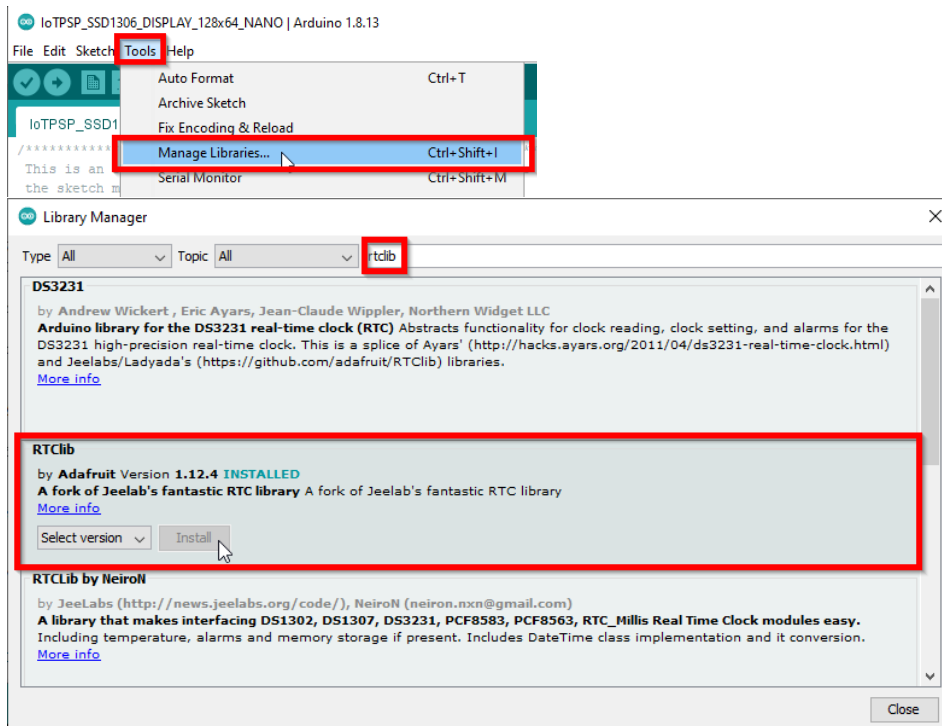 IoTPSP_SSD1306_DISPLAY_128x64_NANO | Arduino 1.8.13
File Edit Sketch Tools Help
Auto Format Ctrl+T
Archive Sketch
IoTPSP_SSD1 Fix Encoding & Reload
/*********** Manage Libraries... Ctrl+Shift+I
This is an Serial Monitor Ctrl+Shift+M
the sketch m
Library Manager
Type All Topic All rtclib
DS3231
by Andrew Wickert , Eric Ayars, Jean-Claude Wippler, Northern Widget LLC
Arduino library for the DS3231 real-time clock (RTC) Abstracts functionality for clock reading, clock setting, and alarms for the
DS3231 high-precision real-time clock. This is a splice of Ayars' (http://hacks.ayars.org/2011/04/ds3231-real-time-clock.html)
and Jeelabs/Ladyada's (https://github.com/adafruit/RTClib) libraries.
More info
RTClib
by Adafruit Version 1.12.4 INSTALLED
A fork of Jeelab's fantastic RTC library A fork of Jeelab's fantastic RTC library
More info
Select version Install
RTCLib by NeiroN
by JeeLabs (http://news.jeelabs.org/code/), NeiroN (neiron.nxn@gmail.com)
A library that makes interfacing DS1302, DS1307, DS3231, PCF8583, PCF8563, RTC_Millis Real Time Clock modules easy.
Including temperature, alarms and memory storage if present. Includes DateTime class implementation and it conversion.
More info
Close